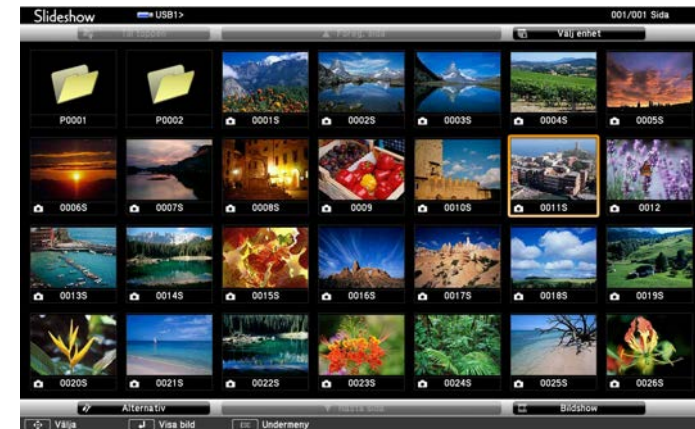 Slideshow USB1> 001/001 Sida
Till toppen ▲ Föreg. sida Välj enhet
P0001 P0002 0001S 0002S 0003S 0004S 0005S
0006S 0007S 0008S 0009 0010S 0011S 0012
0013S 0014S 0015S 0016S 0017S 0018S 0019S
0020S 0021S 0022S 0023S 0024S 0025S 0026S
Alternativ ▼ Nästa sida Bildshow
Välja Visa bild Esc Undermeny